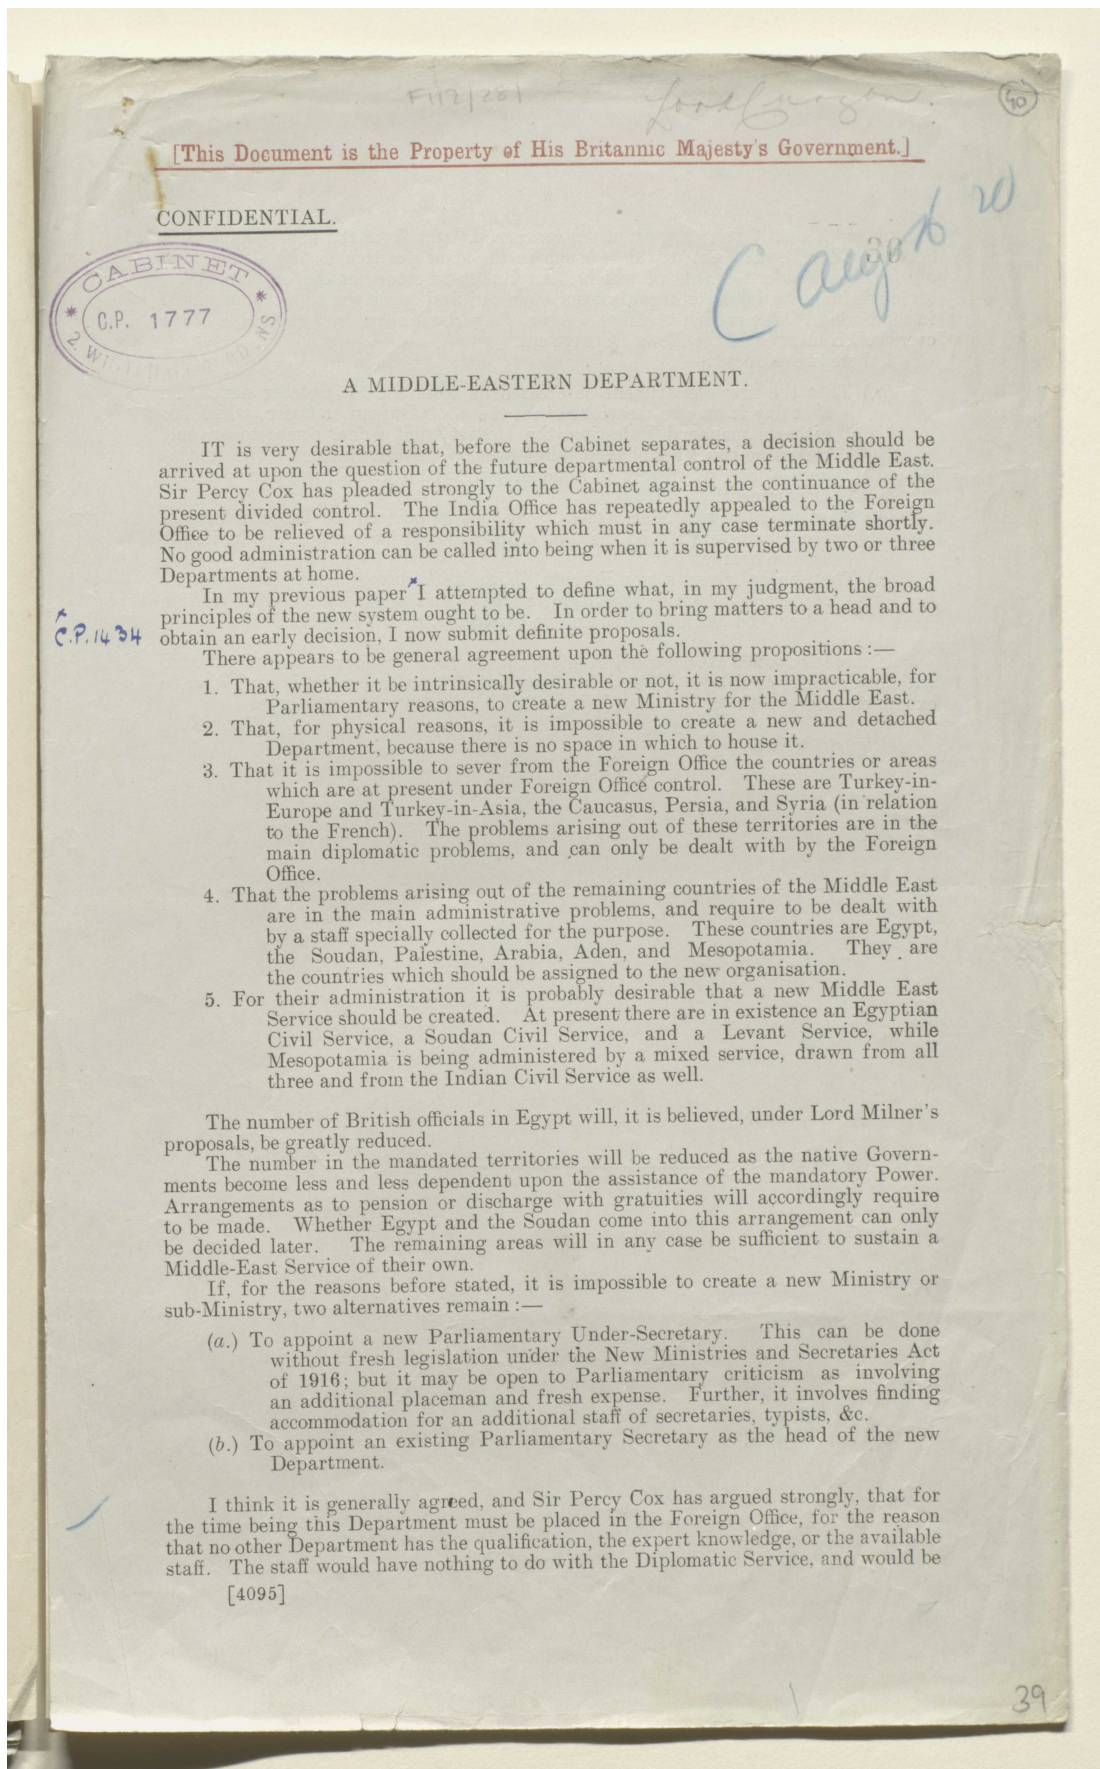 F112/281
Lord Curzon.
40
[This Document is the Property of His Britannic Majesty's Government.]
CONFIDENTIAL.
C Aug 16 20
30
CABINET
C.P. 1777
2. WHITEHALL SW
A MIDDLE-EASTERN DEPARTMENT.
IT is very desirable that, before the Cabinet separates, a decision should be
arrived at upon the question of the future departmental control of the Middle East.
Sir Percy Cox has pleaded strongly to the Cabinet against the continuance of the
present divided control. The India Office has repeatedly appealed to the Foreign
Office to be relieved of a responsibility which must in any case terminate shortly.
No good administration can be called into being when it is supervised by two or three
Departments at home.
In my previous paper* I attempted to define what, in my judgment, the broad
principles of the new system ought to be. In order to bring matters to a head and to
* C.P. 1434
obtain an early decision, I now submit definite proposals.
There appears to be general agreement upon the following propositions :—
1. That, whether it be intrinsically desirable or not, it is now impracticable, for
Parliamentary reasons, to create a new Ministry for the Middle East.
2. That, for physical reasons, it is impossible to create a new and detached
Department, because there is no space in which to house it.
3. That it is impossible to sever from the Foreign Office the countries or areas
which are at present under Foreign Office control. These are Turkey-in-
Europe and Turkey-in-Asia, the Caucasus, Persia, and Syria (in relation
to the French). The problems arising out of these territories are in the
main diplomatic problems, and can only be dealt with by the Foreign
Office.
4. That the problems arising out of the remaining countries of the Middle East
are in the main administrative problems, and require to be dealt with
by a staff specially collected for the purpose. These countries are Egypt,
the Soudan, Palestine, Arabia, Aden, and Mesopotamia. They are
the countries which should be assigned to the new organisation.
5. For their administration it is probably desirable that a new Middle East
Service should be created. At present there are in existence an Egyptian
Civil Service, a Soudan Civil Service, and a Levant Service, while
Mesopotamia is being administered by a mixed service, drawn from all
three and from the Indian Civil Service as well.
The number of British officials in Egypt will, it is believed, under Lord Milner's
proposals, be greatly reduced.
The number in the mandated territories will be reduced as the native Govern-
ments become less and less dependent upon the assistance of the mandatory Power.
Arrangements as to pension or discharge with gratuities will accordingly require
to be made. Whether Egypt and the Soudan come into this arrangement can only
be decided later. The remaining areas will in any case be sufficient to sustain a
Middle-East Service of their own.
If, for the reasons before stated, it is impossible to create a new Ministry or
sub-Ministry, two alternatives remain :—
(a.) To appoint a new Parliamentary Under-Secretary. This can be done
without fresh legislation under the New Ministries and Secretaries Act
of 1916; but it may be open to Parliamentary criticism as involving
an additional placeman and fresh expense. Further, it involves finding
accommodation for an additional staff of secretaries, typists, &c.
(b.) To appoint an existing Parliamentary Secretary as the head of the new
Department.
I think it is generally agreed, and Sir Percy Cox has argued strongly, that for
the time being this Department must be placed in the Foreign Office, for the reason
that no other Department has the qualification, the expert knowledge, or the available
staff. The staff would have nothing to do with the Diplomatic Service, and would be
[4095]
39